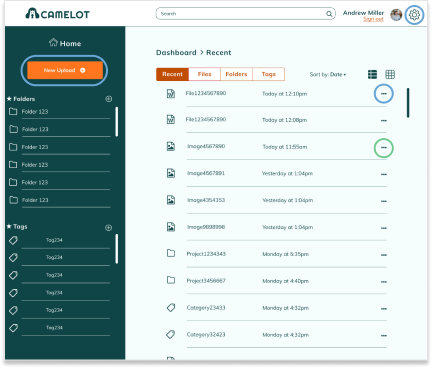 CAMELOT
Search
Andrew Miller
Sign out
Home
New Upload
Folders
Folder 123
Folder 123
Folder 123
Folder 123
Folder 123
Folder 123
Tags
Tag234
Tag234
Tag234
Tag234
Tag234
Tag234
Dashboard > Recent
Recent Files Folders Tags Sort by: Date
File1234567890 Today at 12:10pm
File1234567890 Today at 12:08pm
Image4567890 Today at 11:55am
Image4567891 Yesterday at 1:04pm
Image4354353 Yesterday at 1:04pm
Image9898998 Yesterday at 1:04pm
Project1234343 Monday at 5:35pm
Project3456667 Monday at 4:40pm
Category23433 Monday at 4:32pm
Category32423 Monday at 4:32pm